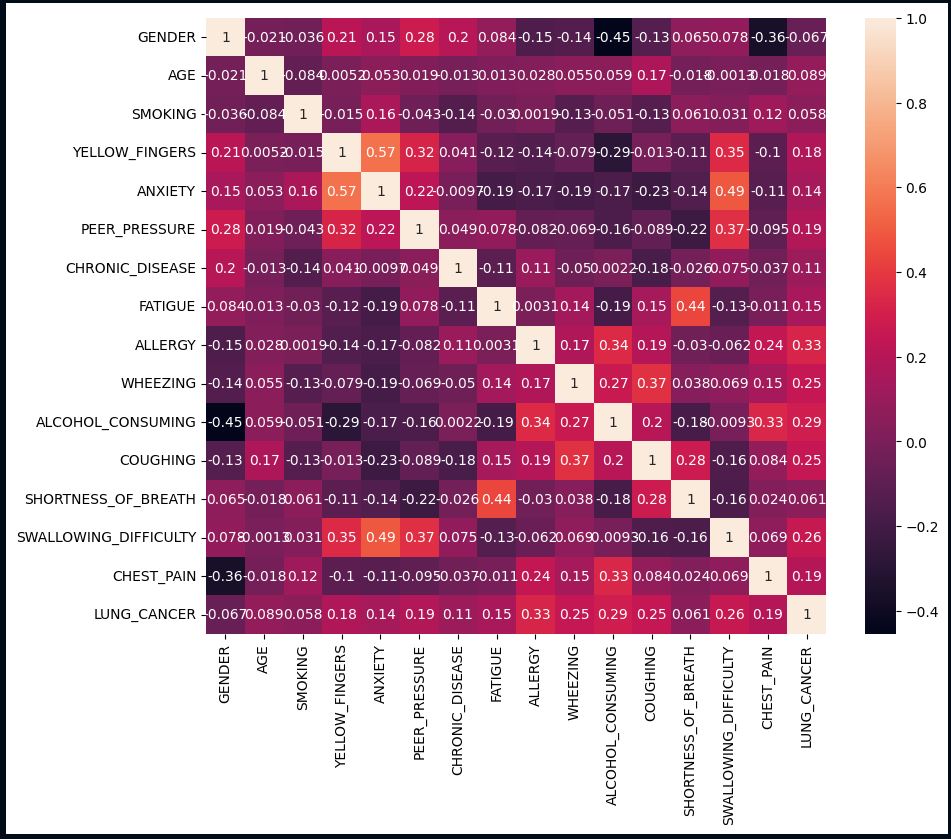 GENDER 1 -0.021 -0.036 0.21 0.15 0.28 0.2 0.084 -0.15 -0.14 -0.45 -0.13 0.065 0.078 -0.36 -0.067
AGE -0.021 1 -0.084 0.0052 0.053 0.019 -0.013 0.013 0.028 0.055 0.059 0.17 -0.018 0.0013 -0.018 0.089
SMOKING -0.036 -0.084 1 -0.015 0.16 -0.043 -0.14 -0.03 0.0019 -0.13 -0.051 -0.13 0.061 0.031 0.12 0.058
YELLOW_FINGERS 0.21 0.0052 -0.015 1 0.57 0.32 0.041 -0.12 -0.14 -0.079 -0.29 -0.013 -0.11 0.35 -0.1 0.18
ANXIETY 0.15 0.053 0.16 0.57 1 0.22 -0.0097 -0.19 -0.17 -0.19 -0.17 -0.23 -0.14 0.49 -0.11 0.14
PEER_PRESSURE 0.28 0.019 -0.043 0.32 0.22 1 0.049 0.078 -0.082 -0.069 -0.16 -0.089 -0.22 0.37 -0.095 0.19
CHRONIC_DISEASE 0.2 -0.013 -0.14 0.041 -0.0097 0.049 1 -0.11 0.11 -0.05 0.0022 -0.18 -0.026 0.075 -0.037 0.11
FATIGUE 0.084 0.013 -0.03 -0.12 -0.19 0.078 -0.11 1 0.0031 0.14 -0.19 0.15 0.44 -0.13 -0.011 0.15
ALLERGY -0.15 0.028 0.0019 -0.14 -0.17 -0.082 0.11 0.0031 1 0.17 0.34 0.19 -0.03 -0.062 0.24 0.33
WHEEZING -0.14 0.055 -0.13 -0.079 -0.19 -0.069 -0.05 0.14 0.17 1 0.27 0.37 0.038 0.069 0.15 0.25
ALCOHOL_CONSUMING -0.45 0.059 -0.051 -0.29 -0.17 -0.16 0.0022 -0.19 0.34 0.27 1 0.2 -0.18 -0.0093 0.33 0.29
COUGHING -0.13 0.17 -0.13 -0.013 -0.23 -0.089 -0.18 0.15 0.19 0.37 0.2 1 0.28 -0.16 0.084 0.25
SHORTNESS_OF_BREATH 0.065 -0.018 0.061 -0.11 -0.14 -0.22 -0.026 0.44 -0.03 0.038 -0.18 0.28 1 -0.16 0.024 0.061
SWALLOWING_DIFFICULTY 0.078 0.0013 0.031 0.35 0.49 0.37 0.075 -0.13 -0.062 0.069 -0.0093 -0.16 -0.16 1 0.069 0.26
CHEST_PAIN -0.36 -0.018 0.12 -0.1 -0.11 -0.095 -0.037 -0.011 0.24 0.15 0.33 0.084 0.024 0.069 1 0.19
LUNG_CANCER -0.067 0.089 0.058 0.18 0.14 0.19 0.11 0.15 0.33 0.25 0.29 0.25 0.061 0.26 0.19 1
GENDER
AGE
SMOKING
YELLOW_FINGERS
ANXIETY
PEER_PRESSURE
CHRONIC_DISEASE
FATIGUE
ALLERGY
WHEEZING
ALCOHOL_CONSUMING
COUGHING
SHORTNESS_OF_BREATH
SWALLOWING_DIFFICULTY
CHEST_PAIN
LUNG_CANCER
1.0
0.8
0.6
0.4
0.2
0.0
−0.2
−0.4